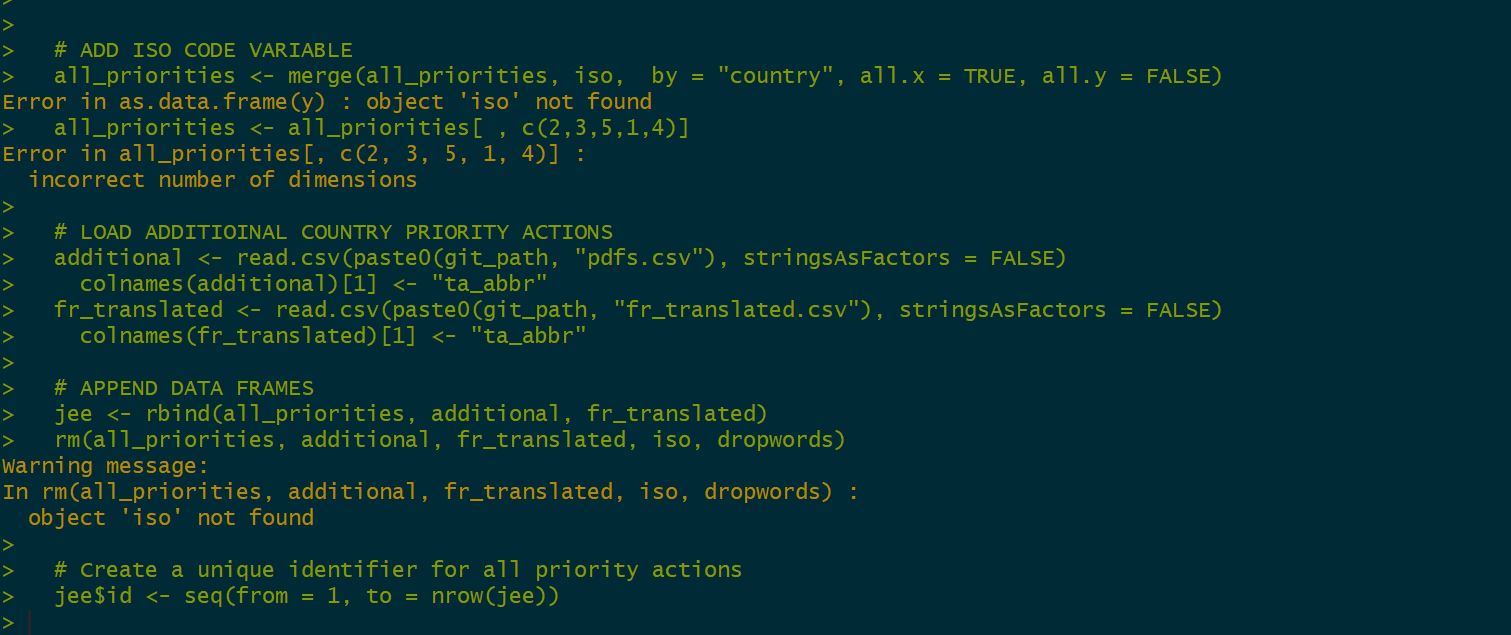 >
>
>   # ADD ISO CODE VARIABLE
>   all_priorities <- merge(all_priorities, iso,  by = "country", all.x = TRUE, all.y = FALSE)
Error in as.data.frame(y) : object 'iso' not found
>   all_priorities <- all_priorities[ , c(2,3,5,1,4)]
Error in all_priorities[, c(2, 3, 5, 1, 4)] :
  incorrect number of dimensions
>
>   # LOAD ADDITIOINAL COUNTRY PRIORITY ACTIONS
>   additional <- read.csv(paste0(git_path, "pdfs.csv"), stringsAsFactors = FALSE)
>     colnames(additional)[1] <- "ta_abbr"
>   fr_translated <- read.csv(paste0(git_path, "fr_translated.csv"), stringsAsFactors = FALSE)
>     colnames(fr_translated)[1] <- "ta_abbr"
>
>   # APPEND DATA FRAMES
>   jee <- rbind(all_priorities, additional, fr_translated)
>   rm(all_priorities, additional, fr_translated, iso, dropwords)
Warning message:
In rm(all_priorities, additional, fr_translated, iso, dropwords) :
  object 'iso' not found
>
>   # Create a unique identifier for all priority actions
>   jee$id <- seq(from = 1, to = nrow(jee))
>